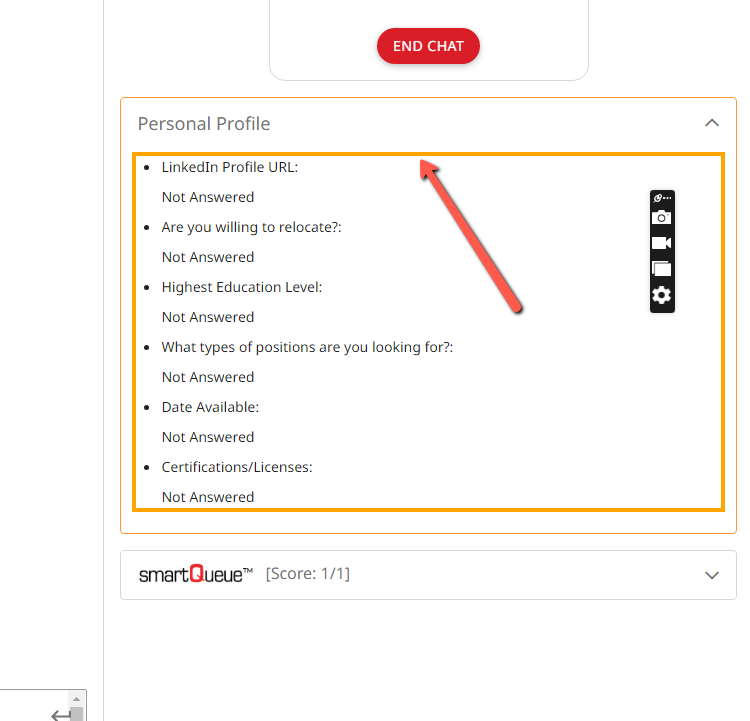 END CHAT
Personal Profile
LinkedIn Profile URL:
Not Answered
Are you willing to relocate?:
Not Answered
Highest Education Level:
Not Answered
What types of positions are you looking for?:
Not Answered
Date Available:
Not Answered
Certifications/Licenses:
Not Answered
smartQueue™ [Score: 1/1]